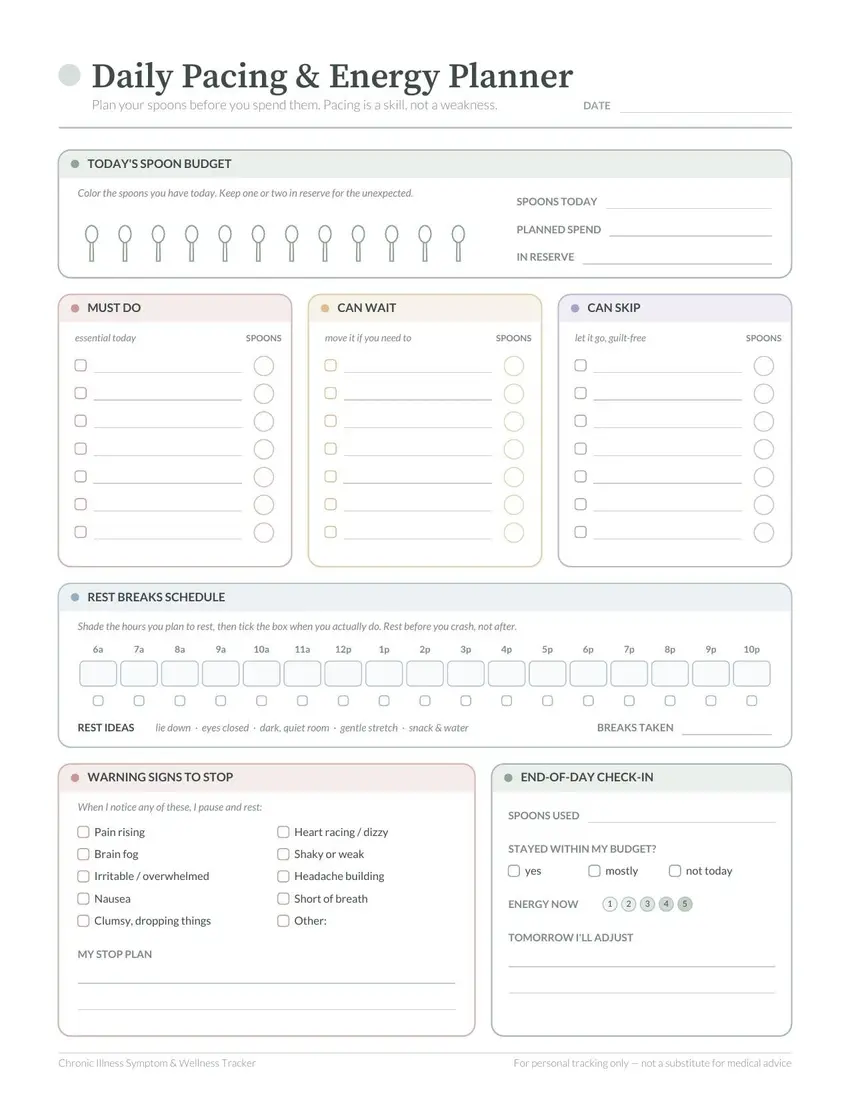 Daily Pacing & Energy Planner
Plan your spoons before you spend them. Pacing is a skill, not a weakness.
DATE
TODAY'S SPOON BUDGET
Color the spoons you have today. Keep one or two in reserve for the unexpected.
SPOONS TODAY
PLANNED SPEND
IN RESERVE
MUST DO
essential today SPOONS
CAN WAIT
move it if you need to SPOONS
CAN SKIP
let it go, guilt-free SPOONS
REST BREAKS SCHEDULE
Shade the hours you plan to rest, then tick the box when you actually do. Rest before you crash, not after.
6a 7a 8a 9a 10a 11a 12p 1p 2p 3p 4p 5p 6p 7p 8p 9p 10p
REST IDEAS lie down · eyes closed · dark, quiet room · gentle stretch · snack & water BREAKS TAKEN
WARNING SIGNS TO STOP
When I notice any of these, I pause and rest:
Pain rising
Brain fog
Irritable / overwhelmed
Nausea
Clumsy, dropping things
Heart racing / dizzy
Shaky or weak
Headache building
Short of breath
Other:
MY STOP PLAN
END-OF-DAY CHECK-IN
SPOONS USED
STAYED WITHIN MY BUDGET?
yes mostly not today
ENERGY NOW 1 2 3 4 5
TOMORROW I'LL ADJUST
Chronic Illness Symptom & Wellness Tracker
For personal tracking only — not a substitute for medical advice